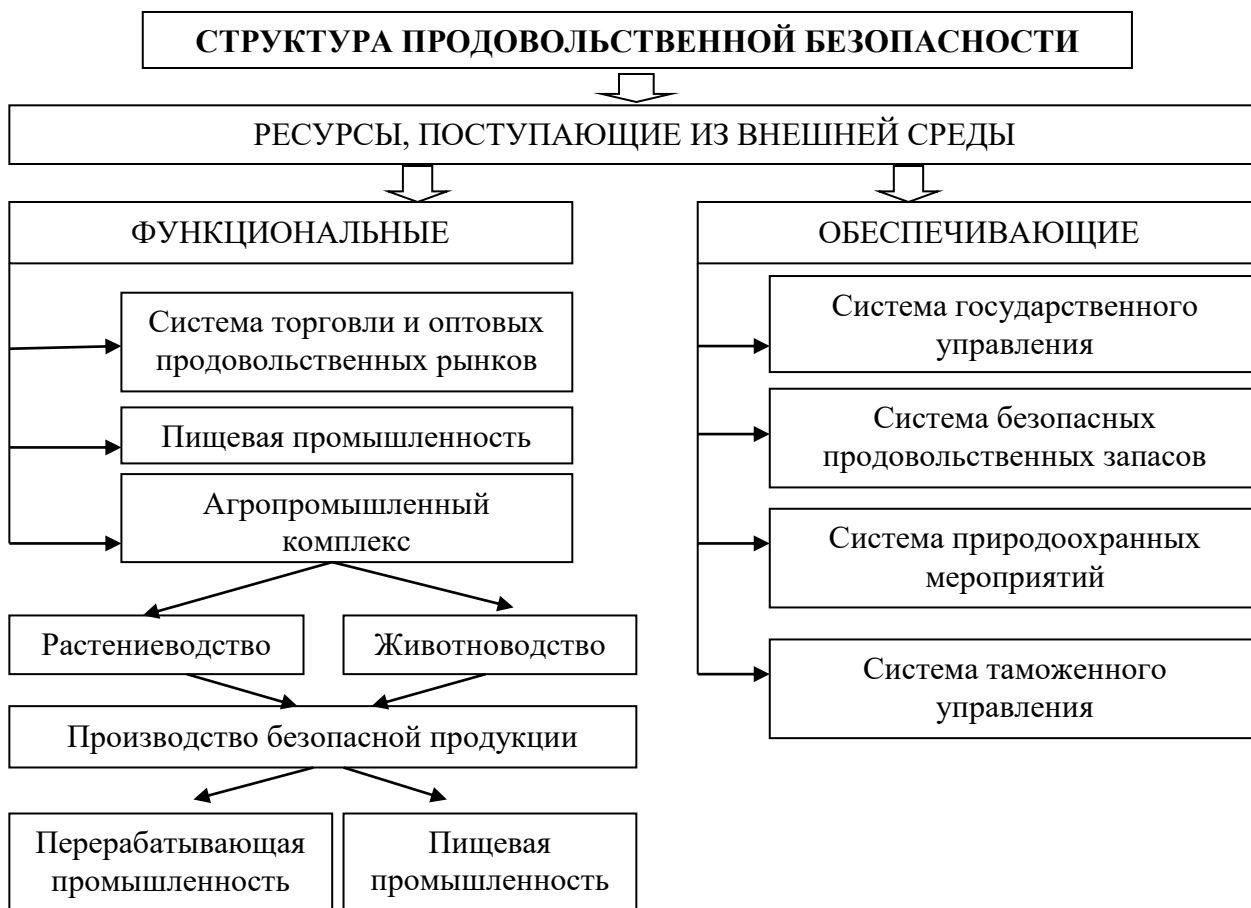 СТРУКТУРА ПРОДОВОЛЬСТВЕННОЙ БЕЗОПАСНОСТИ
РЕСУРСЫ, ПОСТУПАЮЩИЕ ИЗ ВНЕШНЕЙ СРЕДЫ
ФУНКЦИОНАЛЬНЫЕ
Система торговли и оптовых
продовольственных рынков
Пищевая промышленность
Агропромышленный
комплекс
Растениеводство
Животноводство
Производство безопасной продукции
Перерабатывающая
промышленность
Пищевая
промышленность
ОБЕСПЕЧИВАЮЩИЕ
Система государственного
управления
Система безопасных
продовольственных запасов
Система природоохранных
мероприятий
Система таможенного
управления